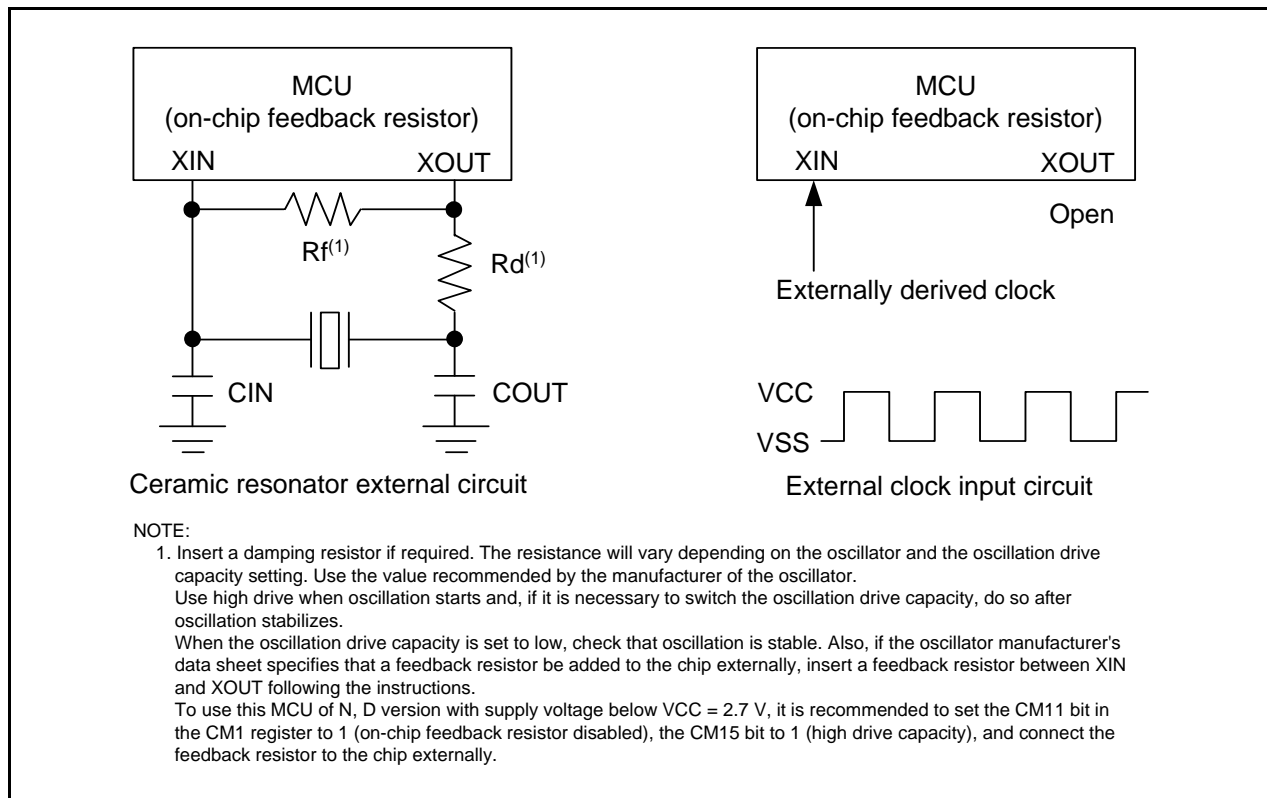 MCU
(on-chip feedback resistor)
XIN XOUT
Rf(1)
Rd(1)
CIN COUT
Ceramic resonator external circuit
MCU
(on-chip feedback resistor)
XIN XOUT
Open
Externally derived clock
VCC
VSS
External clock input circuit
NOTE:
1. Insert a damping resistor if required. The resistance will vary depending on the oscillator and the oscillation drive
capacity setting. Use the value recommended by the manufacturer of the oscillator.
Use high drive when oscillation starts and, if it is necessary to switch the oscillation drive capacity, do so after
oscillation stabilizes.
When the oscillation drive capacity is set to low, check that oscillation is stable. Also, if the oscillator manufacturer's
data sheet specifies that a feedback resistor be added to the chip externally, insert a feedback resistor between XIN
and XOUT following the instructions.
To use this MCU of N, D version with supply voltage below VCC = 2.7 V, it is recommended to set the CM11 bit in
the CM1 register to 1 (on-chip feedback resistor disabled), the CM15 bit to 1 (high drive capacity), and connect the
feedback resistor to the chip externally.